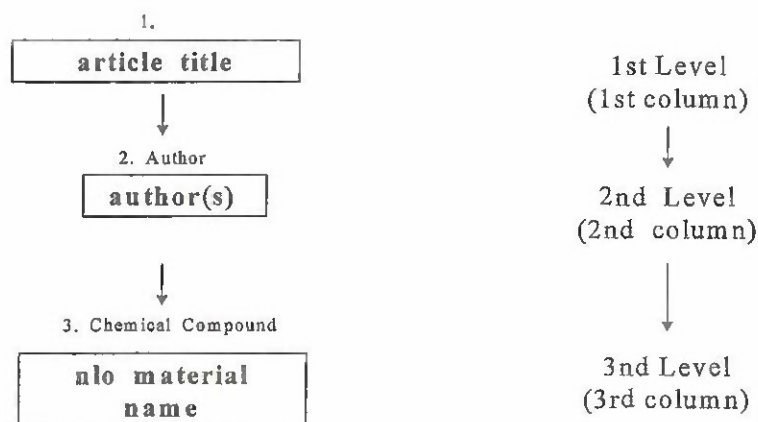 1.
article title
2. Author
author(s)
3. Chemical Compound
nlo material
name
1st Level
(1st column)
2nd Level
(2nd column)
3nd Level
(3rd column)